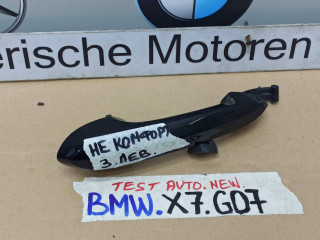 erische Motoren
НЕ КОМФОРТ
З. ЛЕВ.
TEST AUTO. NEW.
BMW. X7. G07